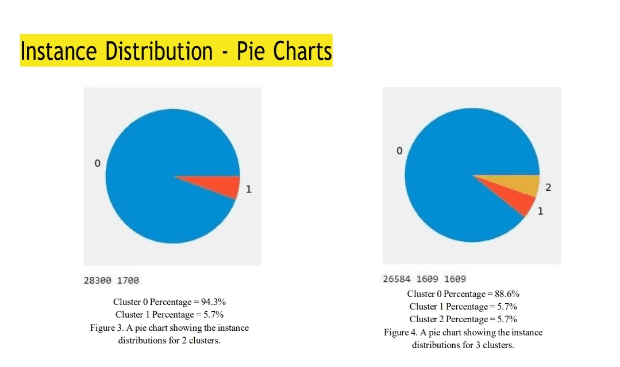 Instance Distribution - Pie Charts
0
1
28300 1700
Cluster 0 Percentage = 94.3%
Cluster 1 Percentage = 5.7%
Figure 3. A pie chart showing the instance
distributions for 2 clusters.
0
2
1
26584 1609 1609
Cluster 0 Percentage = 88.6%
Cluster 1 Percentage = 5.7%
Cluster 2 Percentage = 5.7%
Figure 4. A pie chart showing the instance
distributions for 3 clusters.